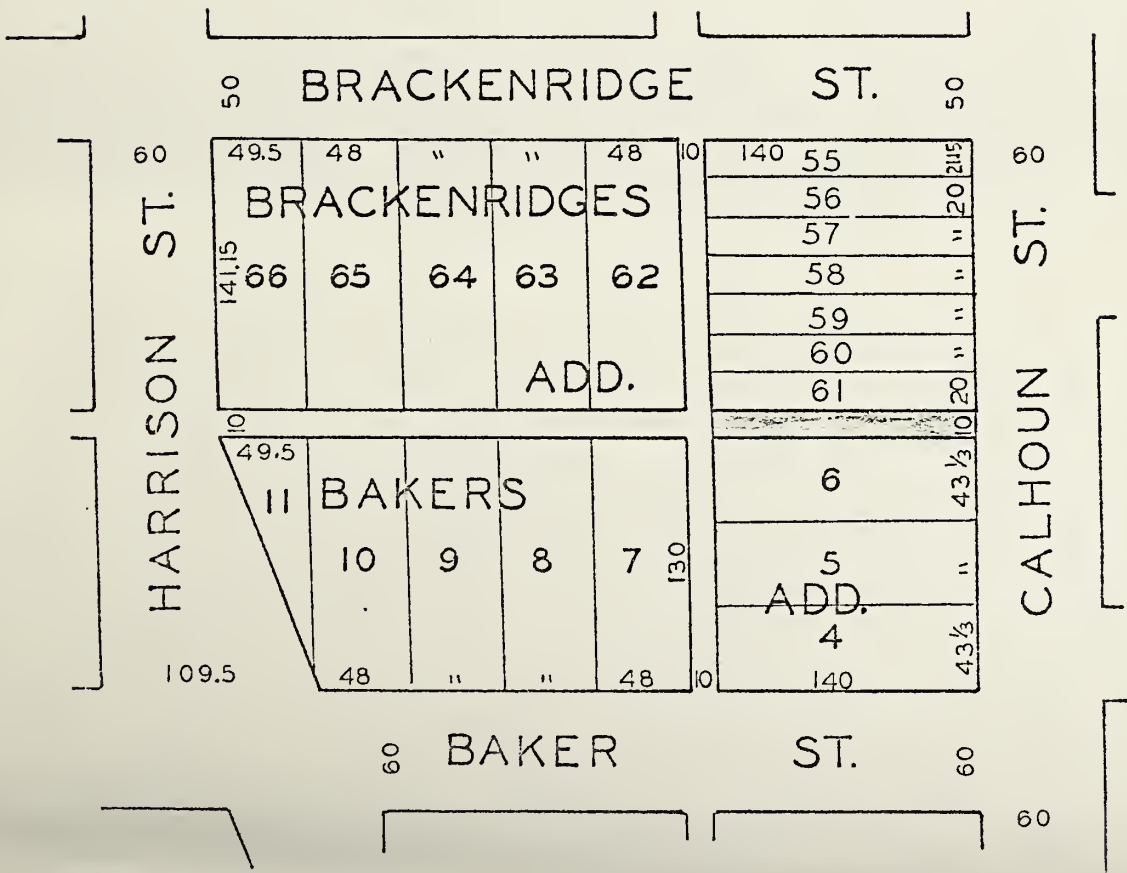 50 BRACKENRIDGE ST. 50
60 49.5 48 " " 48 10 140 55 21.15 60
BRACKENRIDGES 56 20
57 "
141.15 66 65 64 63 62 58 "
59 "
60 "
ADD. 61 20
HARRISON ST.
CALHOUN ST.
10 10
49.5 6 43⅓
11 BAKERS
10 9 8 7 130 5 "
ADD.
4 43⅓
109.5 48 " " 48 10 140
60 BAKER ST. 60
60